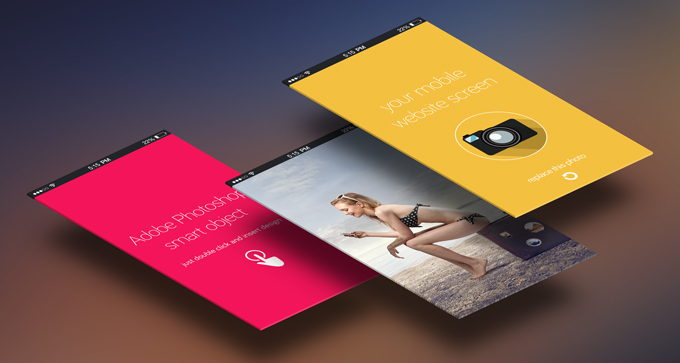 5:15 PM
22%
your mobile
website screen
replace this photo
5:15 PM
22%
5:15 PM
22%
Adobe Photoshop
smart object
just double click and insert design